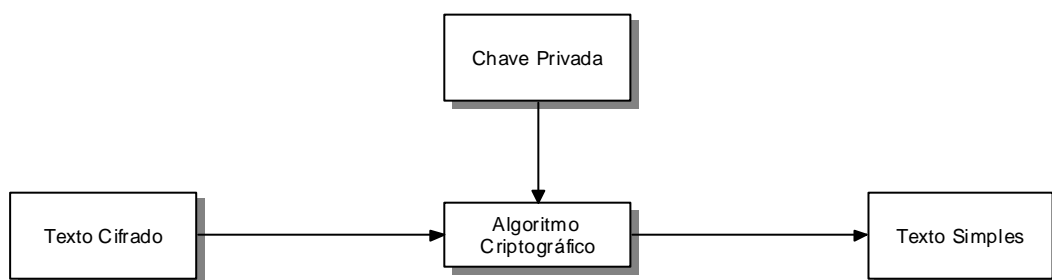 Chave Privada
Texto Cifrado
Algoritmo
Criptográfico
Texto Simples